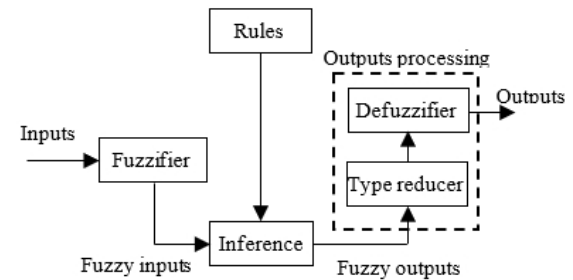 Rules
Outputs processing
Defuzzifier
Outputs
Inputs
Fuzzifier
Type reducer
Inference
Fuzzy inputs
Fuzzy outputs